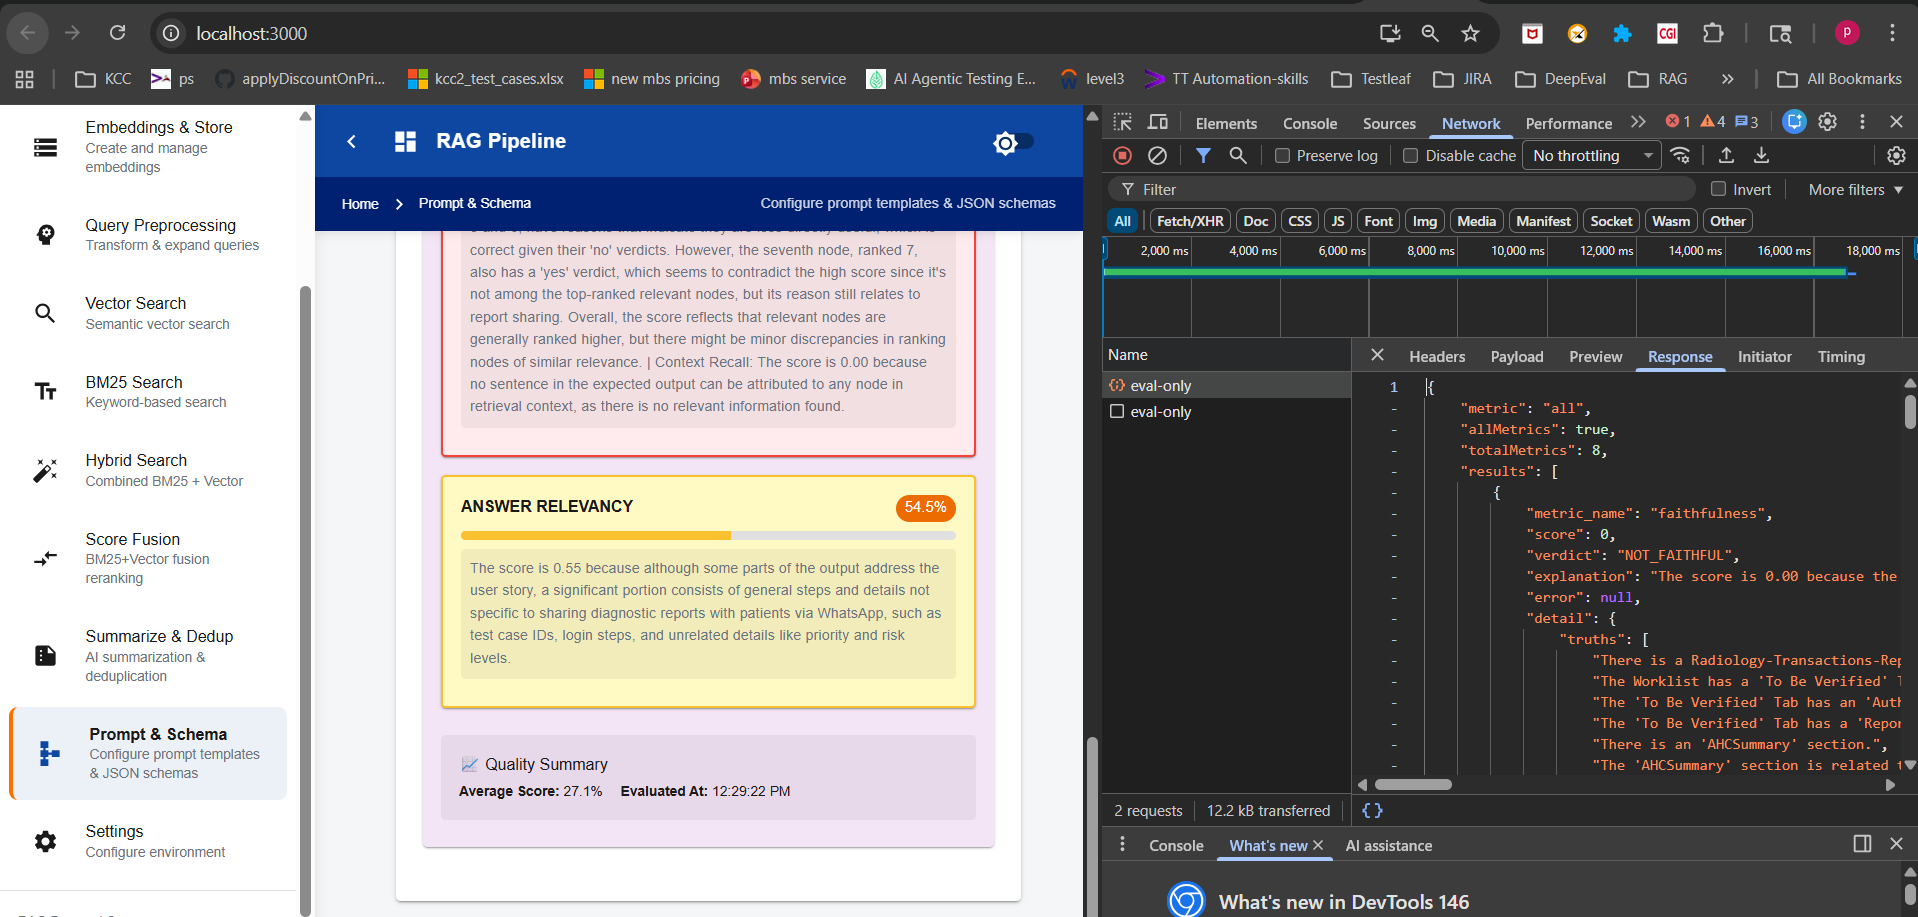 localhost:3000
P
KCC
ps
applyDiscountOnPri...
kcc2_test_cases.xlsx
new mbs pricing
mbs service
AI Agentic Testing E...
level3
TT Automation-skills
Testleaf
JIRA
DeepEval
RAG
»
All Bookmarks
Embeddings & Store
Create and manage
embeddings
Query Preprocessing
Transform & expand queries
Vector Search
Semantic vector search
BM25 Search
Keyword-based search
Hybrid Search
Combined BM25 + Vector
Score Fusion
BM25+Vector fusion
reranking
Summarize & Dedup
AI summarization &
deduplication
Prompt & Schema
Configure prompt templates
& JSON schemas
Settings
Configure environment
RAG Pipeline
Home > Prompt & Schema
Configure prompt templates & JSON schemas
correct given their 'no' verdicts. However, the seventh node, ranked 7,
also has a 'yes' verdict, which seems to contradict the high score since it's
not among the top-ranked relevant nodes, but its reason still relates to
report sharing. Overall, the score reflects that relevant nodes are
generally ranked higher, but there might be minor discrepancies in ranking
nodes of similar relevance. | Context Recall: The score is 0.00 because
no sentence in the expected output can be attributed to any node in
retrieval context, as there is no relevant information found.
ANSWER RELEVANCY
54.5%
The score is 0.55 because although some parts of the output address the
user story, a significant portion consists of general steps and details not
specific to sharing diagnostic reports with patients via WhatsApp, such as
test case IDs, login steps, and unrelated details like priority and risk
levels.
Quality Summary
Average Score: 27.1% Evaluated At: 12:29:22 PM
Elements
Console
Sources
Network
Performance
»
1
4
3
Preserve log
Disable cache
No throttling
Filter
Invert
More filters
All
Fetch/XHR
Doc
CSS
JS
Font
Img
Media
Manifest
Socket
Wasm
Other
2,000 ms
4,000 ms
6,000 ms
8,000 ms
10,000 ms
12,000 ms
14,000 ms
16,000 ms
18,000 ms
Name
eval-only
eval-only
Headers
Payload
Preview
Response
Initiator
Timing
1 {
- "metric": "all",
- "allMetrics": true,
- "totalMetrics": 8,
- "results": [
- {
- "metric_name": "faithfulness",
- "score": 0,
- "verdict": "NOT_FAITHFUL",
- "explanation": "The score is 0.00 because the
- "error": null,
- "detail": {
- "truths": [
- "There is a Radiology-Transactions-Rep
- "The Worklist has a 'To Be Verified' T
- "The 'To Be Verified' Tab has an 'Auth
- "The 'To Be Verified' Tab has a 'Repor
- "There is an 'AHCSummary' section.",
- "The 'AHCSummary' section is related t
2 requests
12.2 kB transferred
{ }
Console
What's new
AI assistance
What's new in DevTools 146